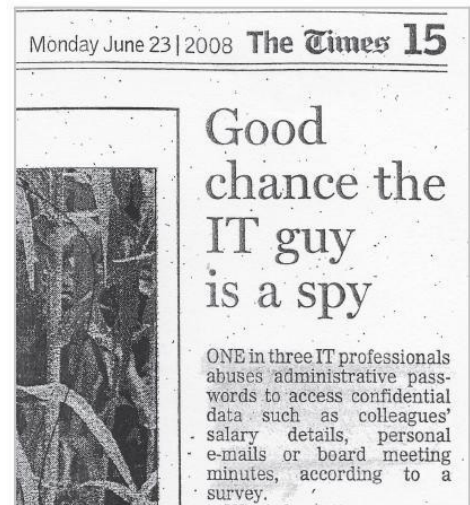 Monday June 23 | 2008 The Times 15
Good
chance the
IT guy
is a spy
ONE in three IT professionals
abuses administrative pass-
words to access confidential
data such as colleagues'
salary details, personal
e-mails or board meeting
minutes, according to a
survey.